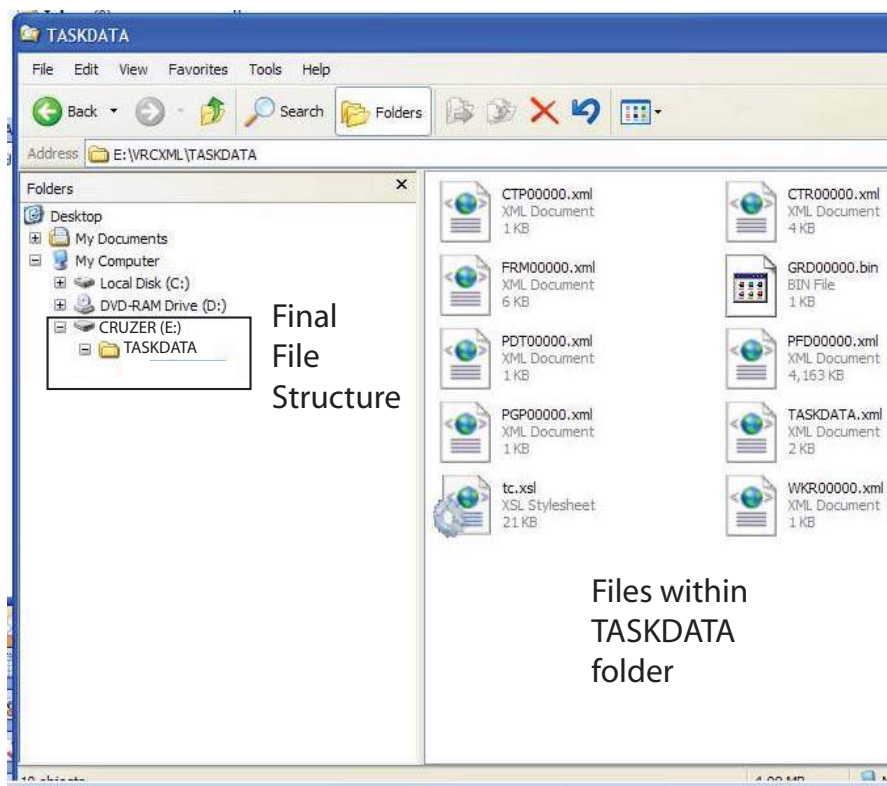 TASKDATA
File Edit View Favorites Tools Help
Back Search Folders
Address E:\VRCXML\TASKDATA
Folders
Desktop
My Documents
My Computer
Local Disk (C:)
DVD-RAM Drive (D:)
CRUZER (E:)
TASKDATA
Final
File
Structure
CTP00000.xml
XML Document
1 KB
CTR00000.xml
XML Document
4 KB
FRM00000.xml
XML Document
6 KB
GRD00000.bin
BIN File
1 KB
PDT00000.xml
XML Document
1 KB
PFD00000.xml
XML Document
4,163 KB
PGP00000.xml
XML Document
1 KB
TASKDATA.xml
XML Document
2 KB
tc.xsl
XSL Stylesheet
21 KB
WKR00000.xml
XML Document
1 KB
Files within
TASKDATA
folder